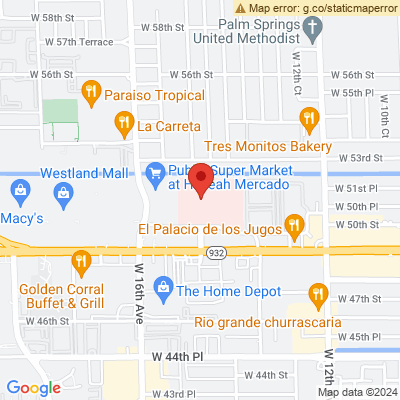 Map error: g.co/staticmaperror
W 58th St
W 57th Terrace
Palm Springs
United Methodist
W 56th St
W 56th St
W 56th St
W 55th Pl
W 12th Ct
W 10th Ct
Paraiso Tropical
La Carreta
Tres Monitos Bakery
W 53rd St
Westland Mall
Super Market
at H
eah Mercado
W 51st Pl
W 50th Pl
W 50th St
Macy's
El Palacio de los Jugos
932
Golden Corral
Buffet & Grill
W 16th Ave
The Home Depot
W 47th St
W 46th St
Rio grande churrascaria
W 45th Pl
W 44th Pl
W 12th
W 44th St
W 43rd Pl
Google
Map data ©2024